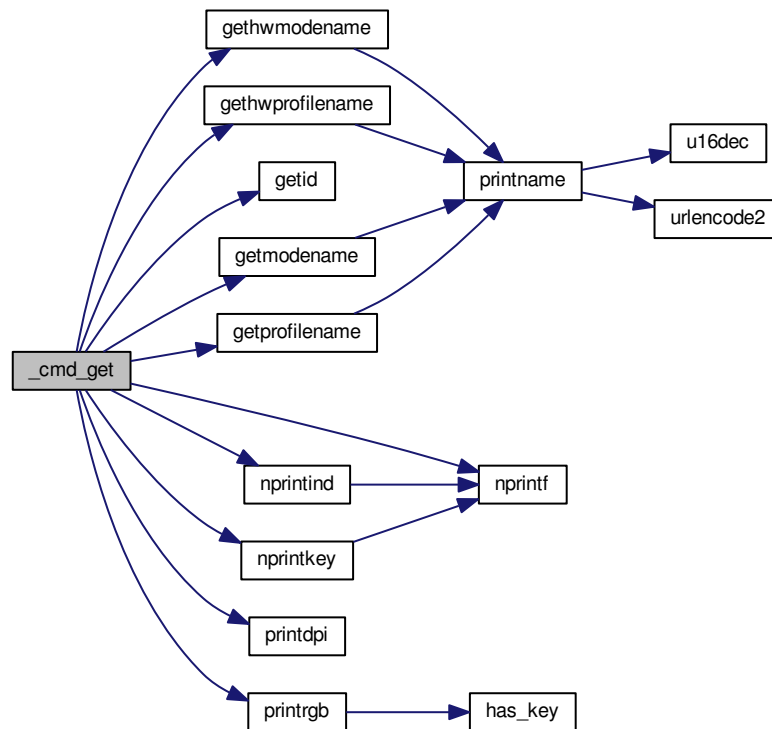 gethwmodename
gethwprofilename
u16dec
getid
printname
urlencode2
getmodename
getprofilename
_cmd_get
nprintind
nprintf
nprintkey
printdpi
printrgb
has_key